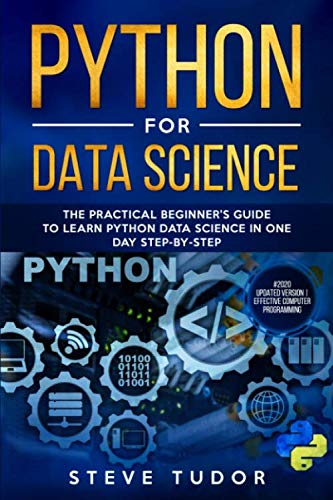 PYTHON
FOR
DATA SCIENCE
THE PRACTICAL BEGINNER'S GUIDE
TO LEARN PYTHON DATA SCIENCE IN ONE
DAY STEP-BY-STEP
PYTHON
#2020
UPDATED VERSION |
EFFECTIVE COMPUTER
PROGRAMMING
</>
01100
01101
11011
01001
STEVE TUDOR